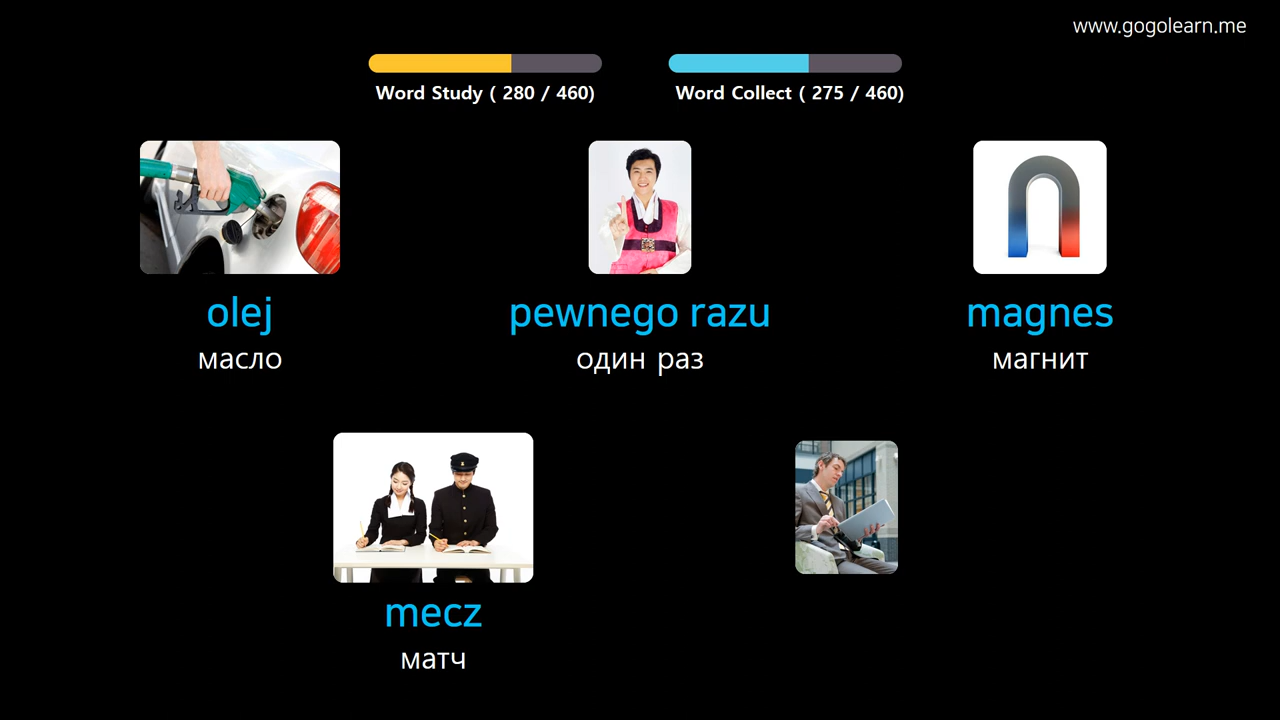 www.gogolearn.me
Word Study ( 280 / 460)
Word Collect ( 275 / 460)
olej
масло
pewnego razu
один раз
magnes
магнит
mecz
матч